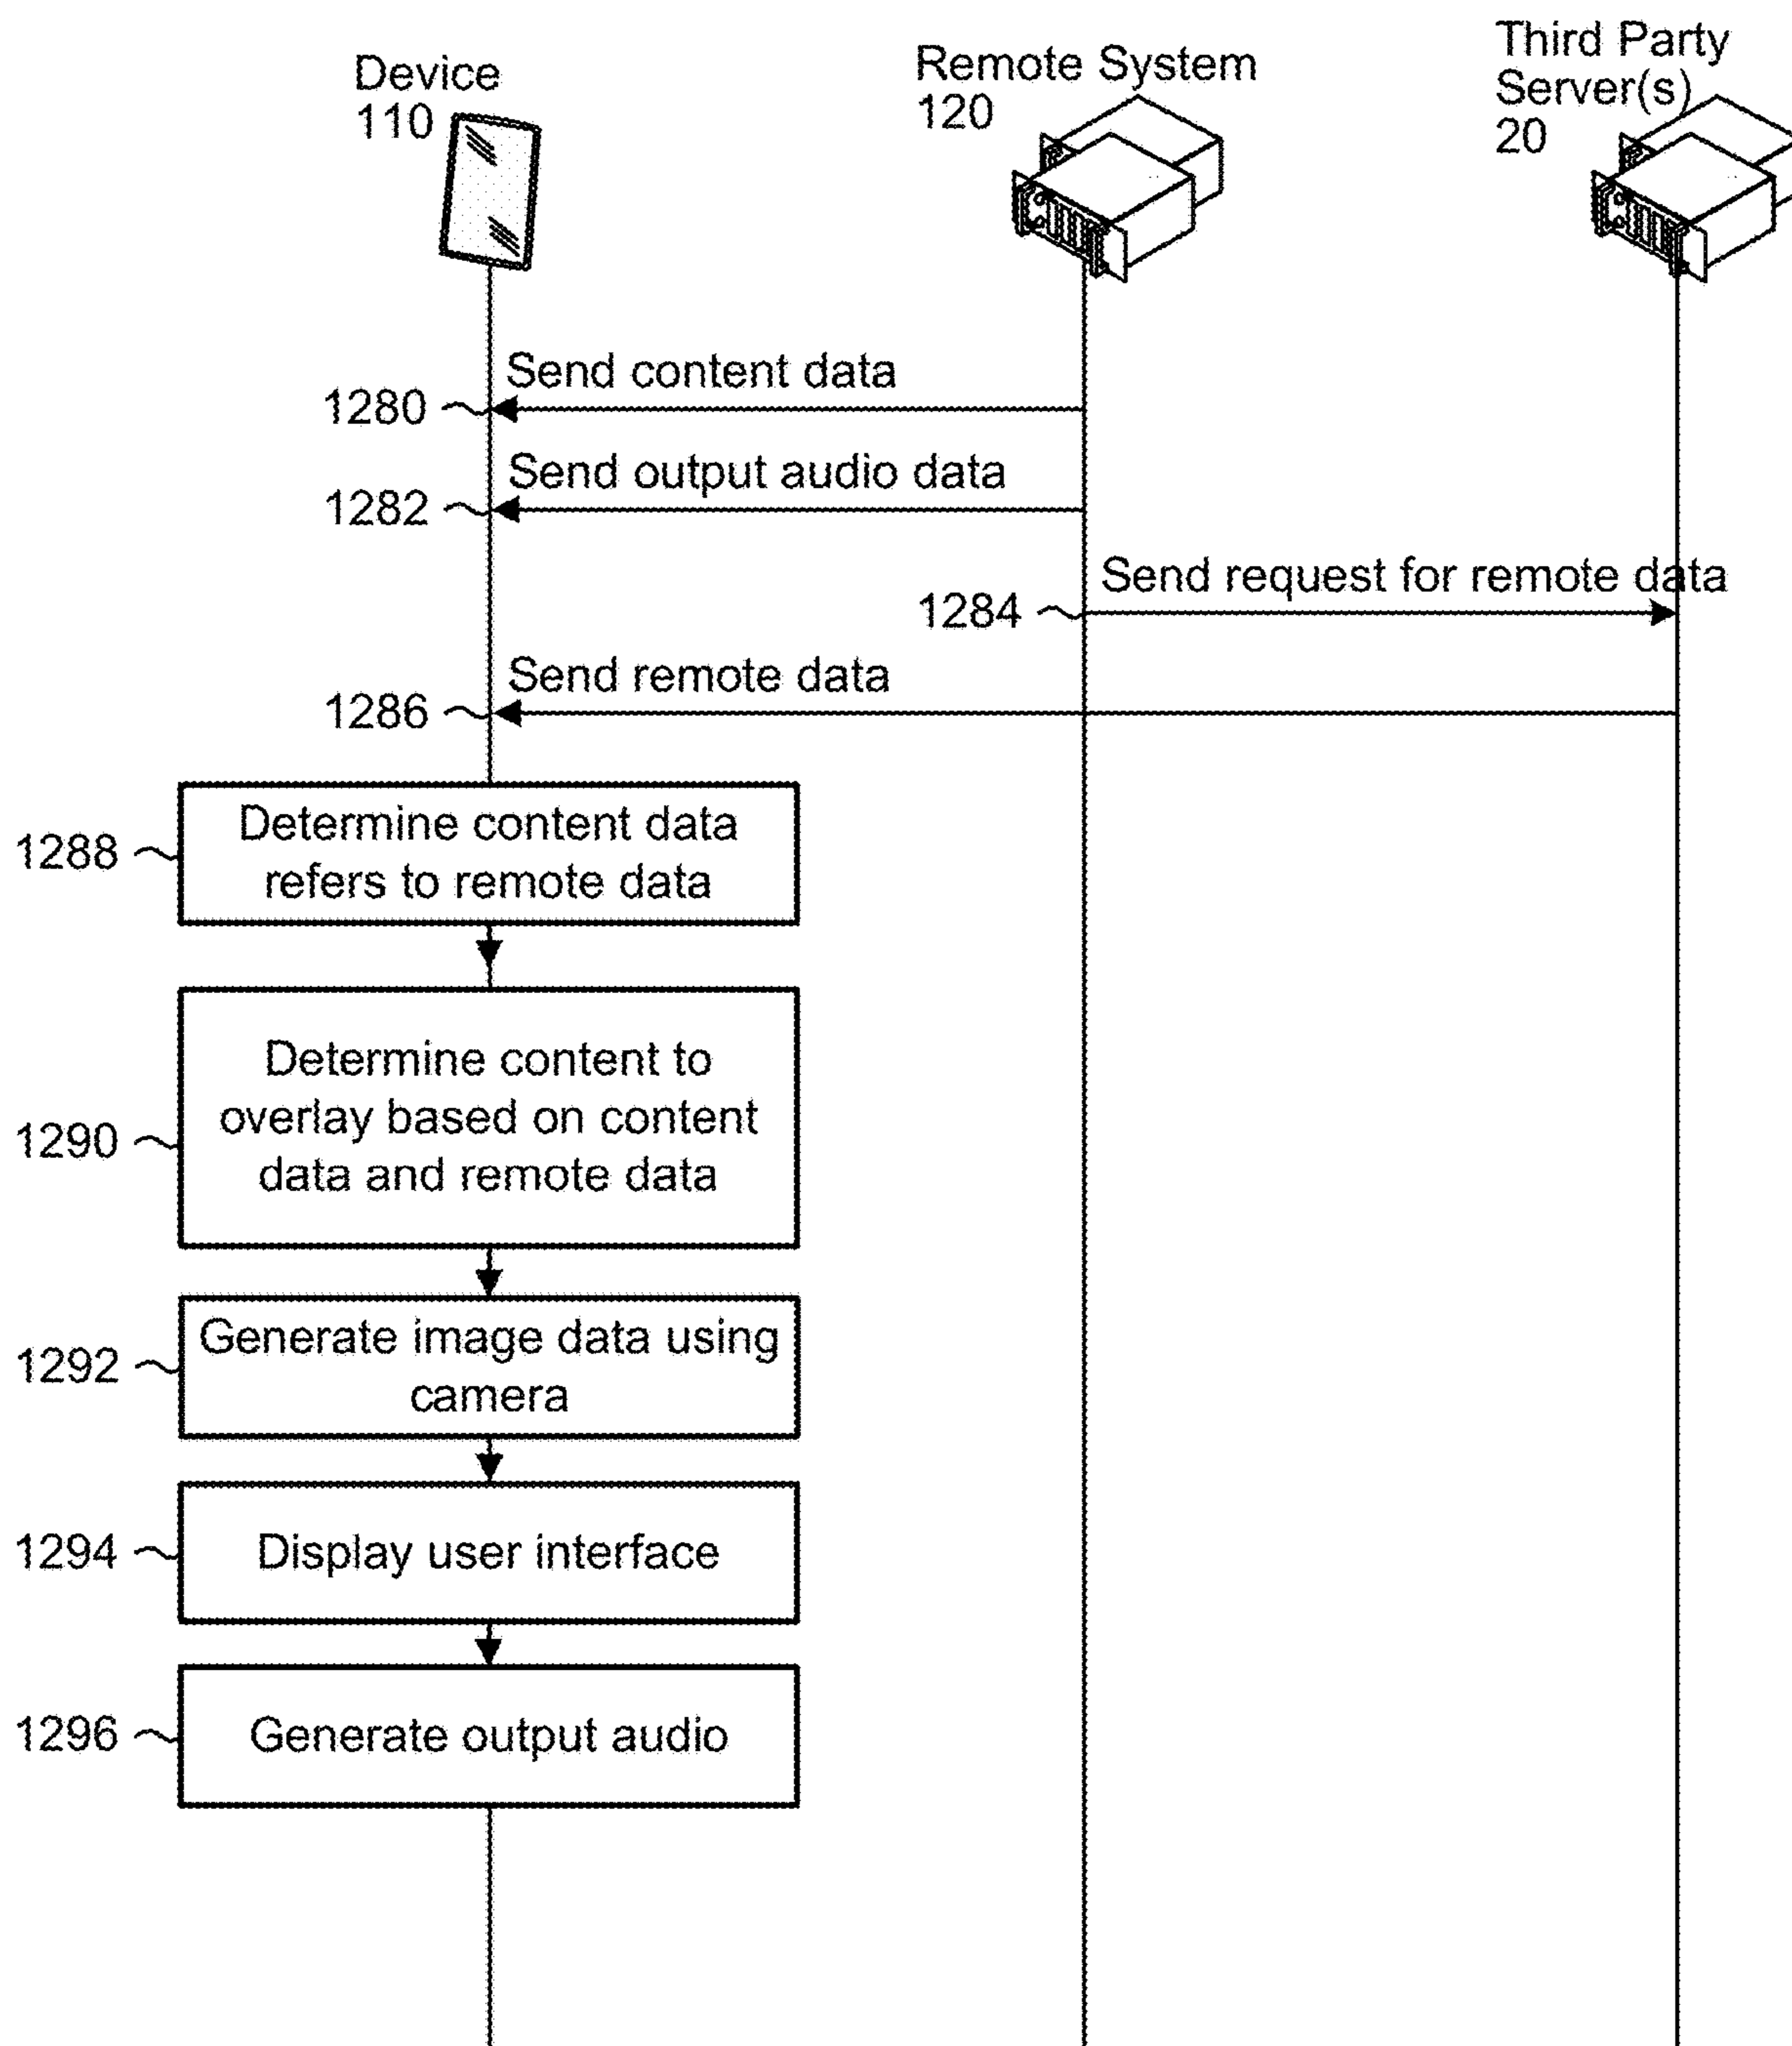 Device
110
Remote System
120
Third Party
Server(s)
20
Send content data
1280
Send output audio data
1282
Send request for remote data
1284
Send remote data
1286
Determine content data
refers to remote data
1288
Determine content to
overlay based on content
data and remote data
1290
Generate image data using
camera
1292
Display user interface
1294
Generate output audio
1296